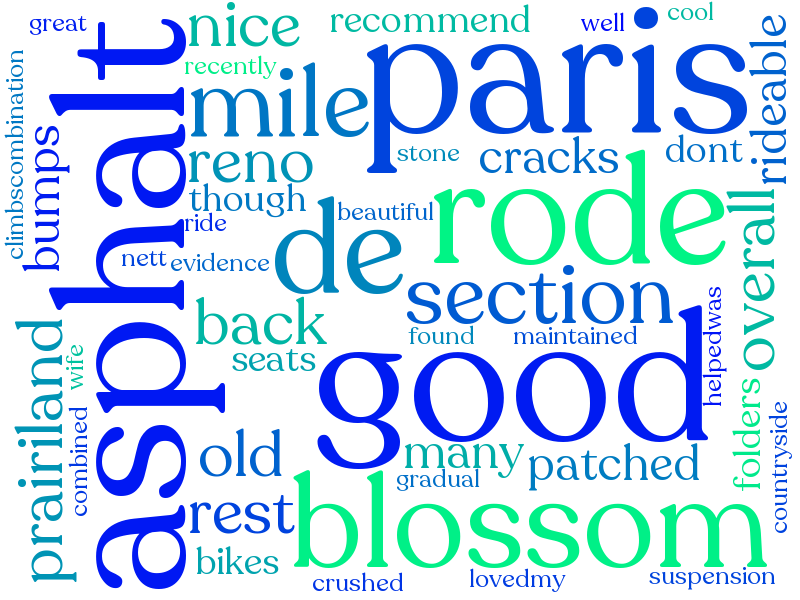 great
nice
recommend
well
cool
recently
mile
paris
asphalt
climbscombination
bumps
reno
stone
cracks
dont
rideable
though
ride
beautiful
rode
de
nett
evidence
overall
section
back
found
maintained
helpedwas
seats
prairiland
wife
good
folders
combined
old
many
patched
gradual
countryside
rest
blossom
bikes
crushed
lovedmy
suspension